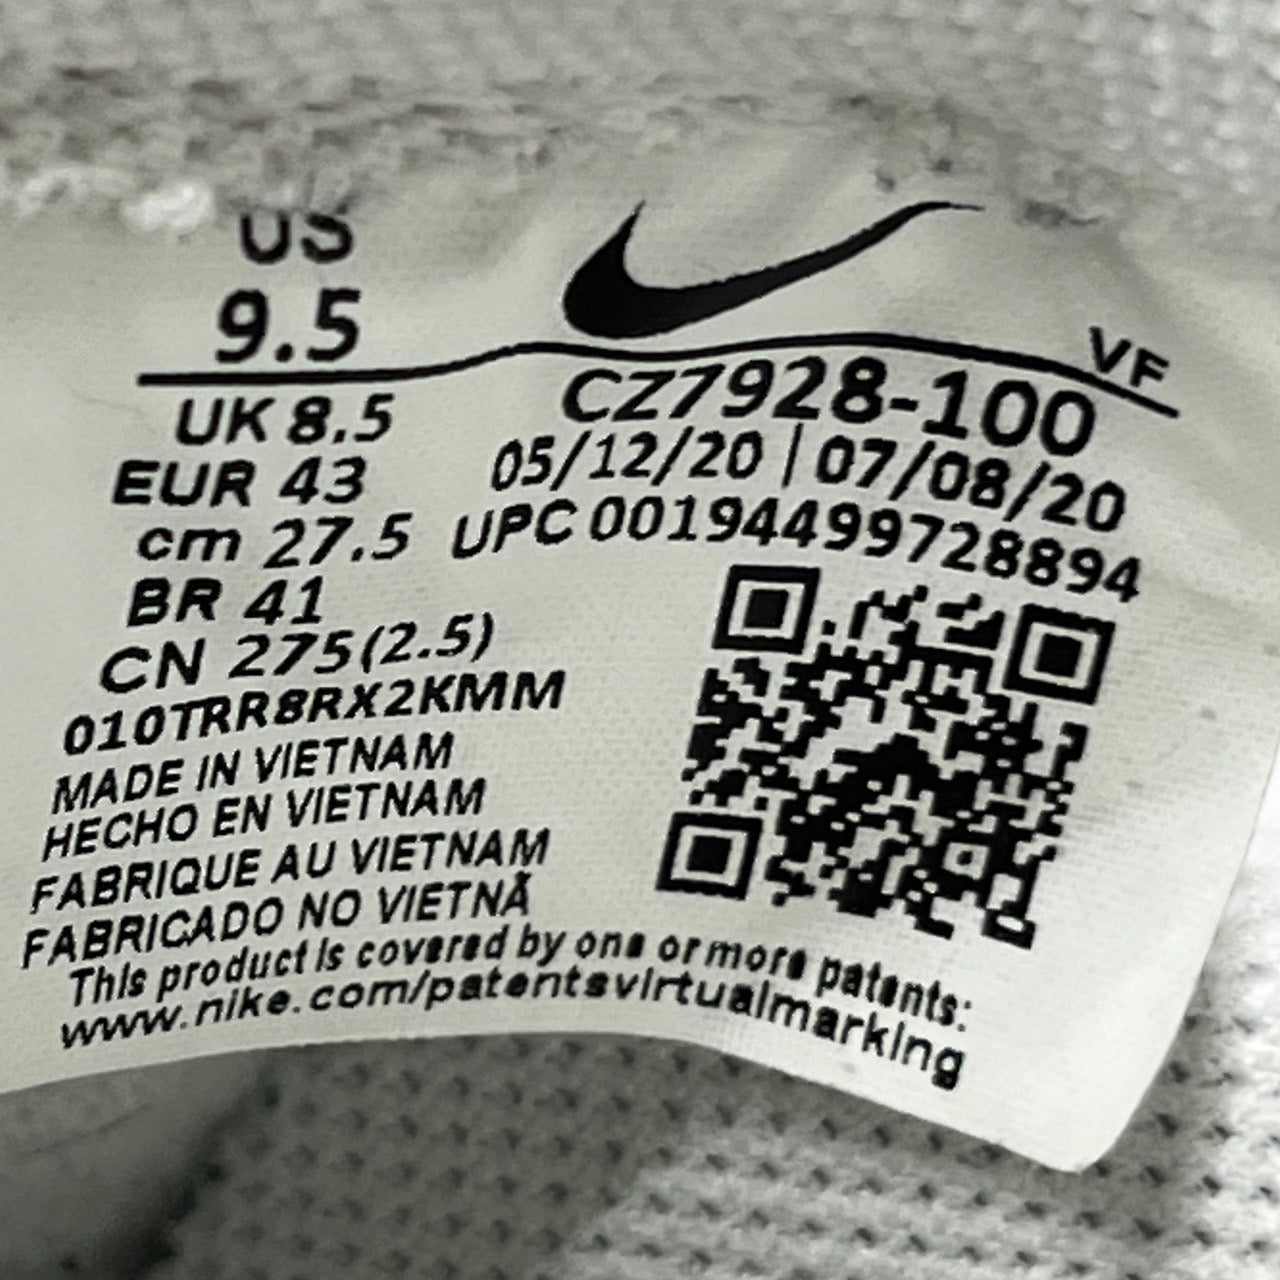 US
9.5
VF
UK 8.5
EUR 43
cm 27.5
BR 41
CN 275(2.5)
CZ7928-100
05/12/20 | 07/08/20
UPC 00194499728894
010TRR8RX2KMM
MADE IN VIETNAM
HECHO EN VIETNAM
FABRIQUE AU VIETNAM
FABRICADO NO VIETNÃ
This product is covered by one or more patents:
www.nike.com/patentsvirtualmarking